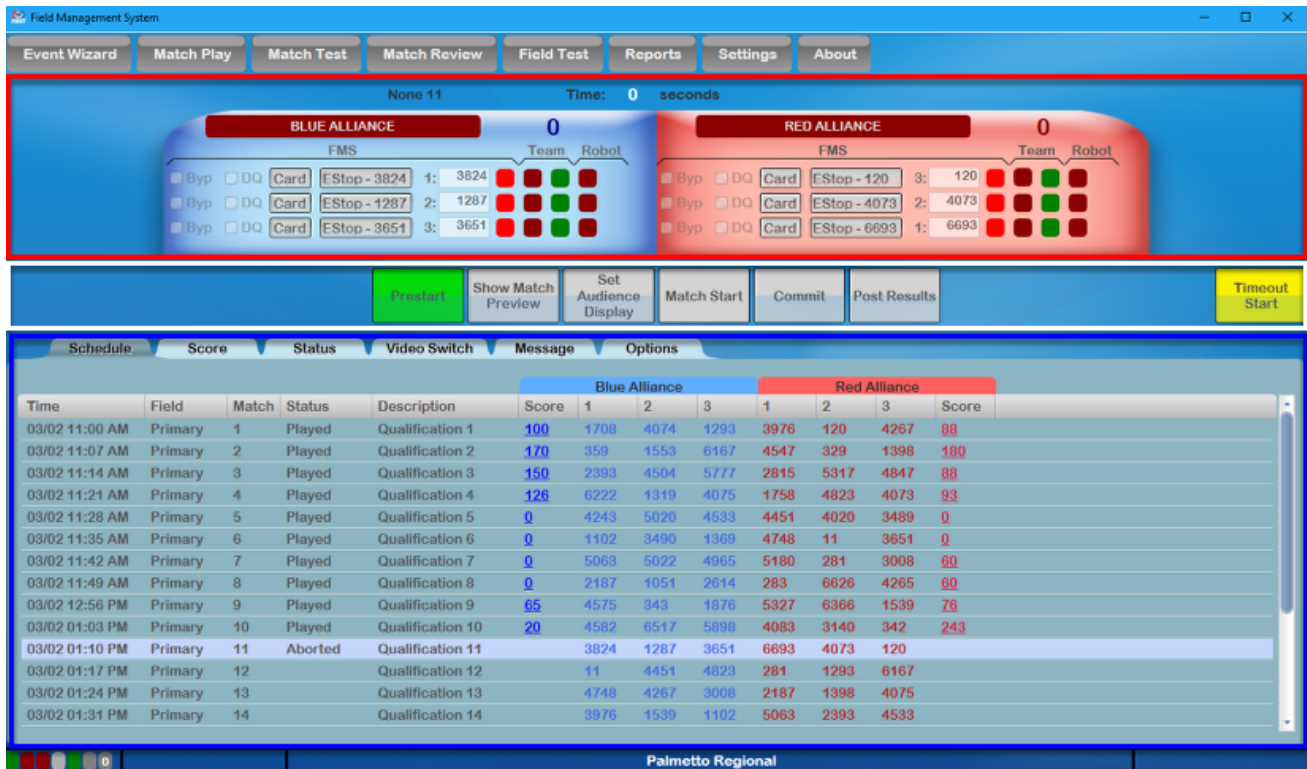 Field Management System
Event Wizard Match Play Match Test Match Review Field Test Reports Settings About
None 11 Time: 0 seconds
BLUE ALLIANCE 0 RED ALLIANCE 0
FMS Team Robot FMS Team Robot
Byp DQ Card EStop - 3824 1: 3824 Byp DQ Card EStop - 120 3: 120
Byp DQ Card EStop - 1287 2: 1287 Byp DQ Card EStop - 4073 2: 4073
Byp DQ Card EStop - 3651 3: 3651 Byp DQ Card EStop - 6693 1: 6693
Prestart Show Match Preview Set Audience Display Match Start Commit Post Results Timeout Start
Schedule Score Status Video Switch Message Options
Blue Alliance Red Alliance
Time Field Match Status Description Score 1 2 3 1 2 3 Score
03/02 11:00 AM Primary 1 Played Qualification 1 100 1708 4074 1293 3976 120 4267 88
03/02 11:07 AM Primary 2 Played Qualification 2 170 359 1553 6167 4547 329 1398 180
03/02 11:14 AM Primary 3 Played Qualification 3 150 2393 4504 5777 2815 5317 4847 88
03/02 11:21 AM Primary 4 Played Qualification 4 126 6222 1319 4075 1758 4823 4073 93
03/02 11:28 AM Primary 5 Played Qualification 5 0 4243 5020 4533 4451 4020 3489 0
03/02 11:35 AM Primary 6 Played Qualification 6 0 1102 3490 1369 4748 11 3651 0
03/02 11:42 AM Primary 7 Played Qualification 7 0 5063 5022 4965 5180 281 3008 60
03/02 11:49 AM Primary 8 Played Qualification 8 0 2187 1051 2614 283 6626 4265 60
03/02 12:56 PM Primary 9 Played Qualification 9 65 4575 343 1876 5327 6366 1539 76
03/02 01:03 PM Primary 10 Played Qualification 10 20 4582 6517 5898 4083 3140 342 243
03/02 01:10 PM Primary 11 Aborted Qualification 11 3824 1287 3651 6693 4073 120
03/02 01:17 PM Primary 12 Qualification 12 11 4451 4823 281 1293 6167
03/02 01:24 PM Primary 13 Qualification 13 4748 4267 3008 2187 1398 4075
03/02 01:31 PM Primary 14 Qualification 14 3976 1539 1102 5063 2393 4533
0 Palmetto Regional